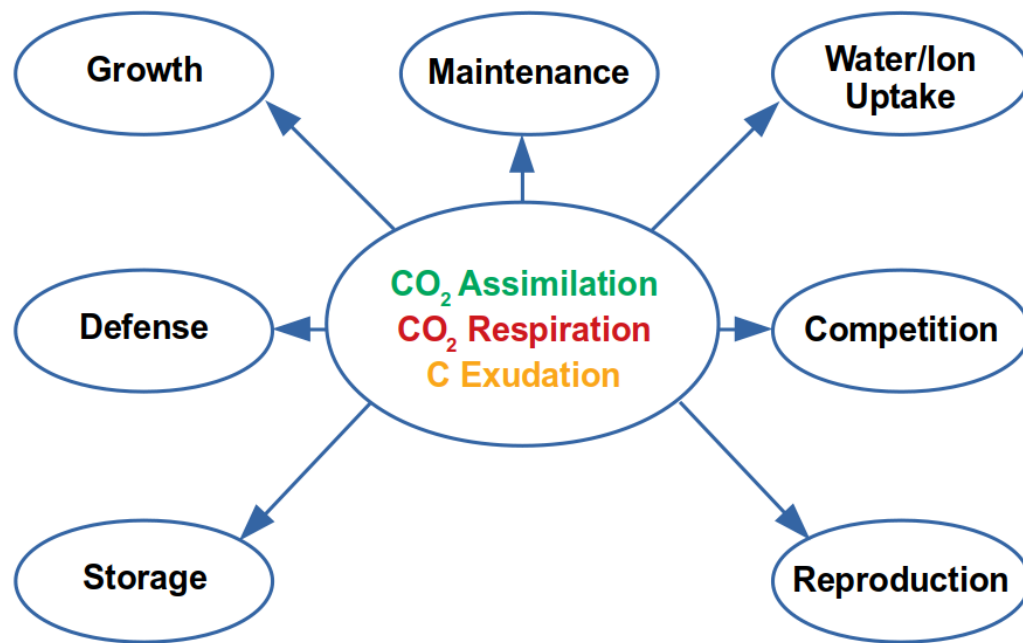 Growth
Maintenance
Water/Ion
Uptake
CO₂ Assimilation
CO₂ Respiration
C Exudation
Defense
Competition
Storage
Reproduction